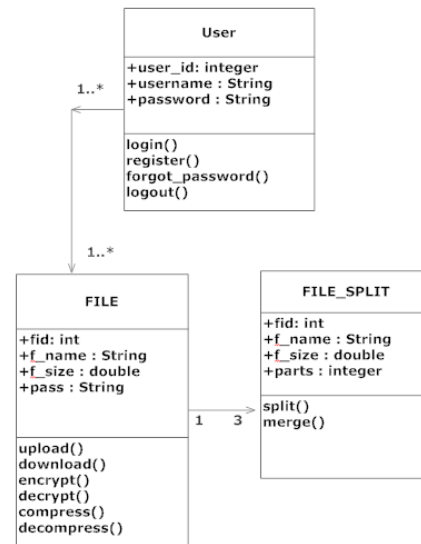 User
+user_id: integer
+username : String
+password : String
login()
register()
forgot_password()
logout()
1..*
1..*
FILE
+fid: int
+f_name : String
+f_size : double
+pass : String
upload()
download()
encrypt()
decrypt()
compress()
decompress()
1 3
FILE_SPLIT
+fid: int
+f_name : String
+f_size : double
+parts : integer
split()
merge()